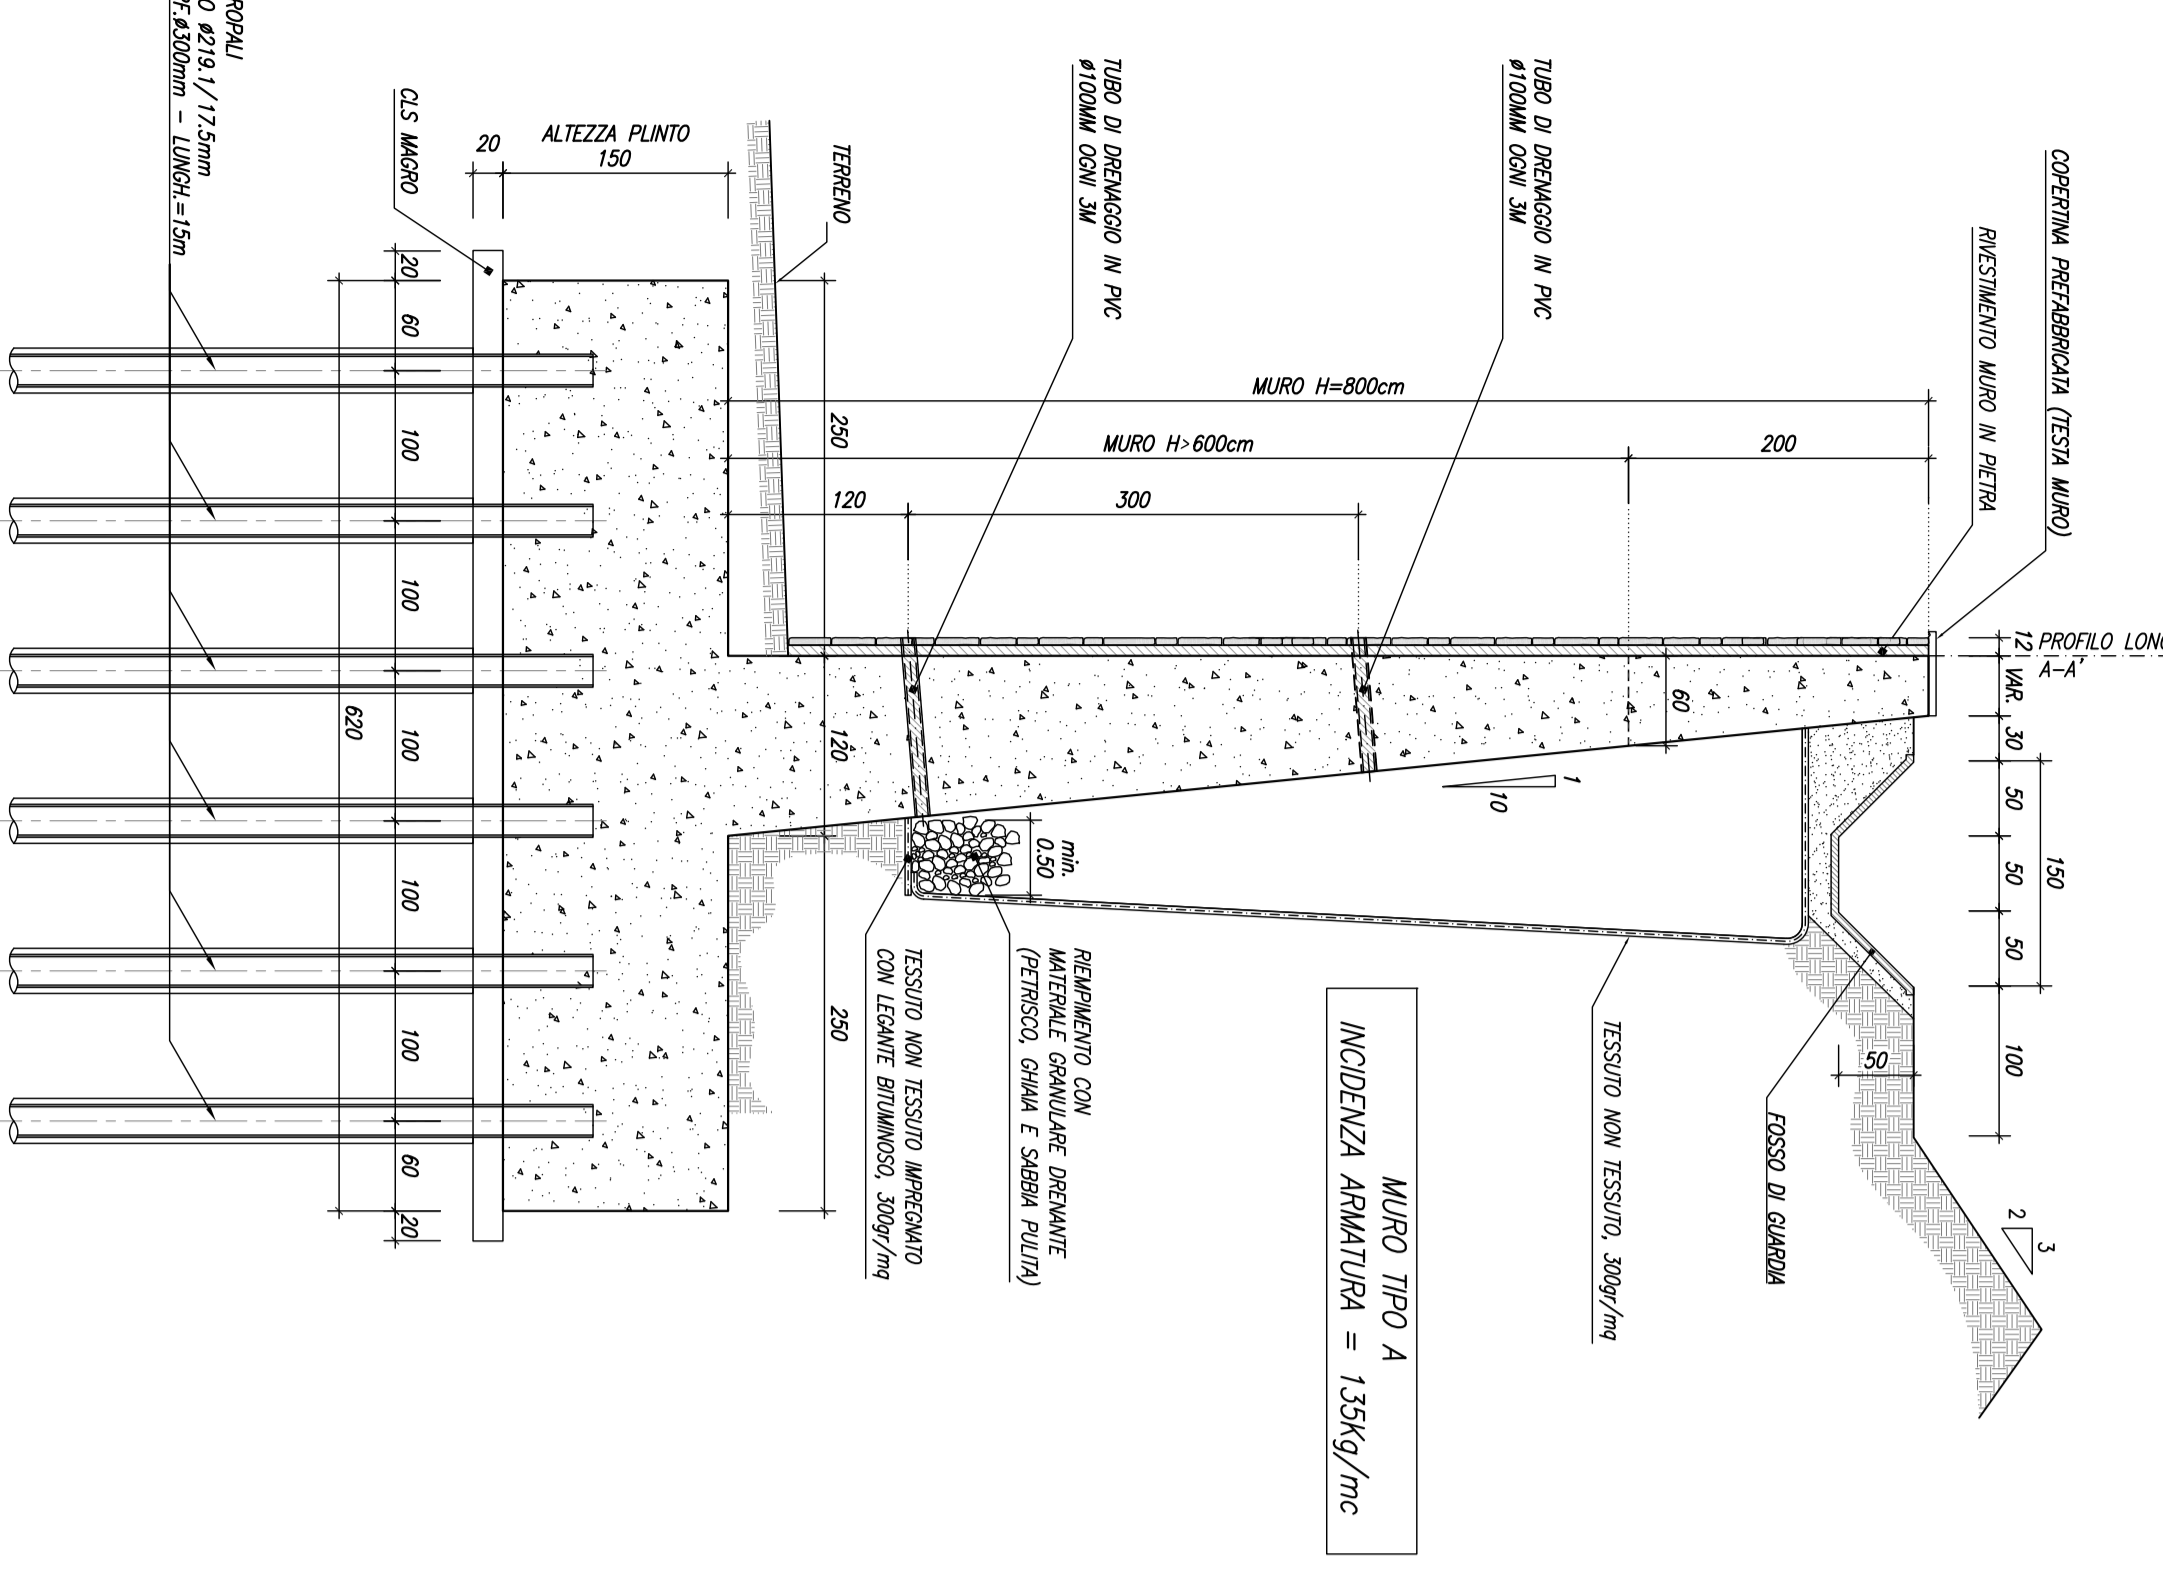 COPERTINA PREFABBRICATA (TESTA MURO)
RIVESTIMENTO MURO IN PIETRA
12
PROFILO
A-A'
VAR.
30
50
50
50
100
150
2
3
50
FOSSO DI GUARDIA
TUBO DI DRENAGGIO IN PVC
Ø100MM OGNI 3M
TESSUTO NON TESSUTO, 300gr/mq
MURO H=800cm
MURO H>600cm
200
120
300
60
1
10
MURO TIPO A
INCIDENZA ARMATURA = 135Kg/mc
TUBO DI DRENAGGIO IN PVC
Ø100MM OGNI 3M
min.
0.50
RIEMPIMENTO CON
MATERIALE GRANULARE DRENANTE
(PETRISCO, GHIAIA E SABBIA PULITA)
TESSUTO NON TESSUTO IMPREGNATO
CON LEGANTE BITUMINOSO, 300gr/mq
TERRENO
250
120
250
ALTEZZA PLINTO
150
20
CLS MAGRO
20
60
100
100
100
100
100
60
20
620
Ø219.1/17.5mm
Ø300mm - LUNGH.=15m